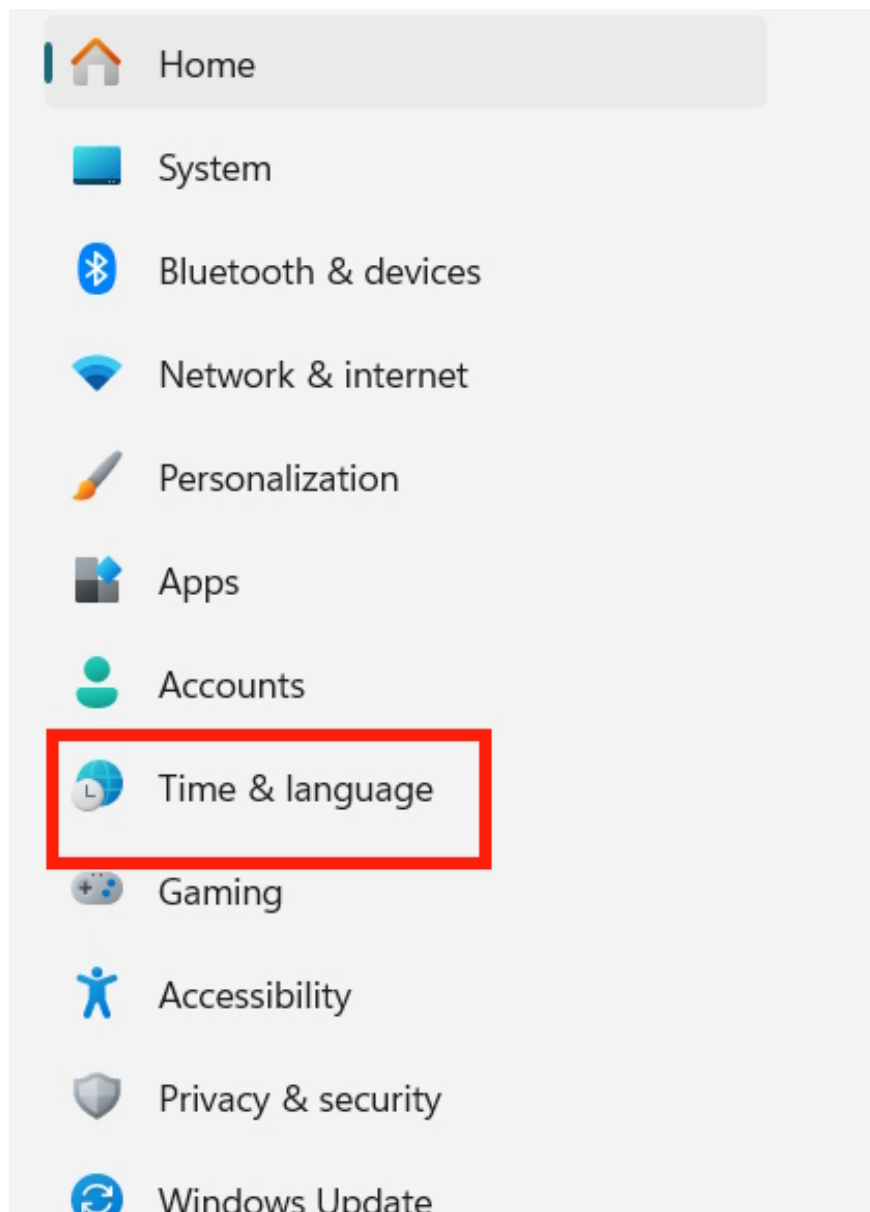 Home
System
Bluetooth & devices
Network & internet
Personalization
Apps
Accounts
Time & language
Gaming
Accessibility
Privacy & security
Windows Update